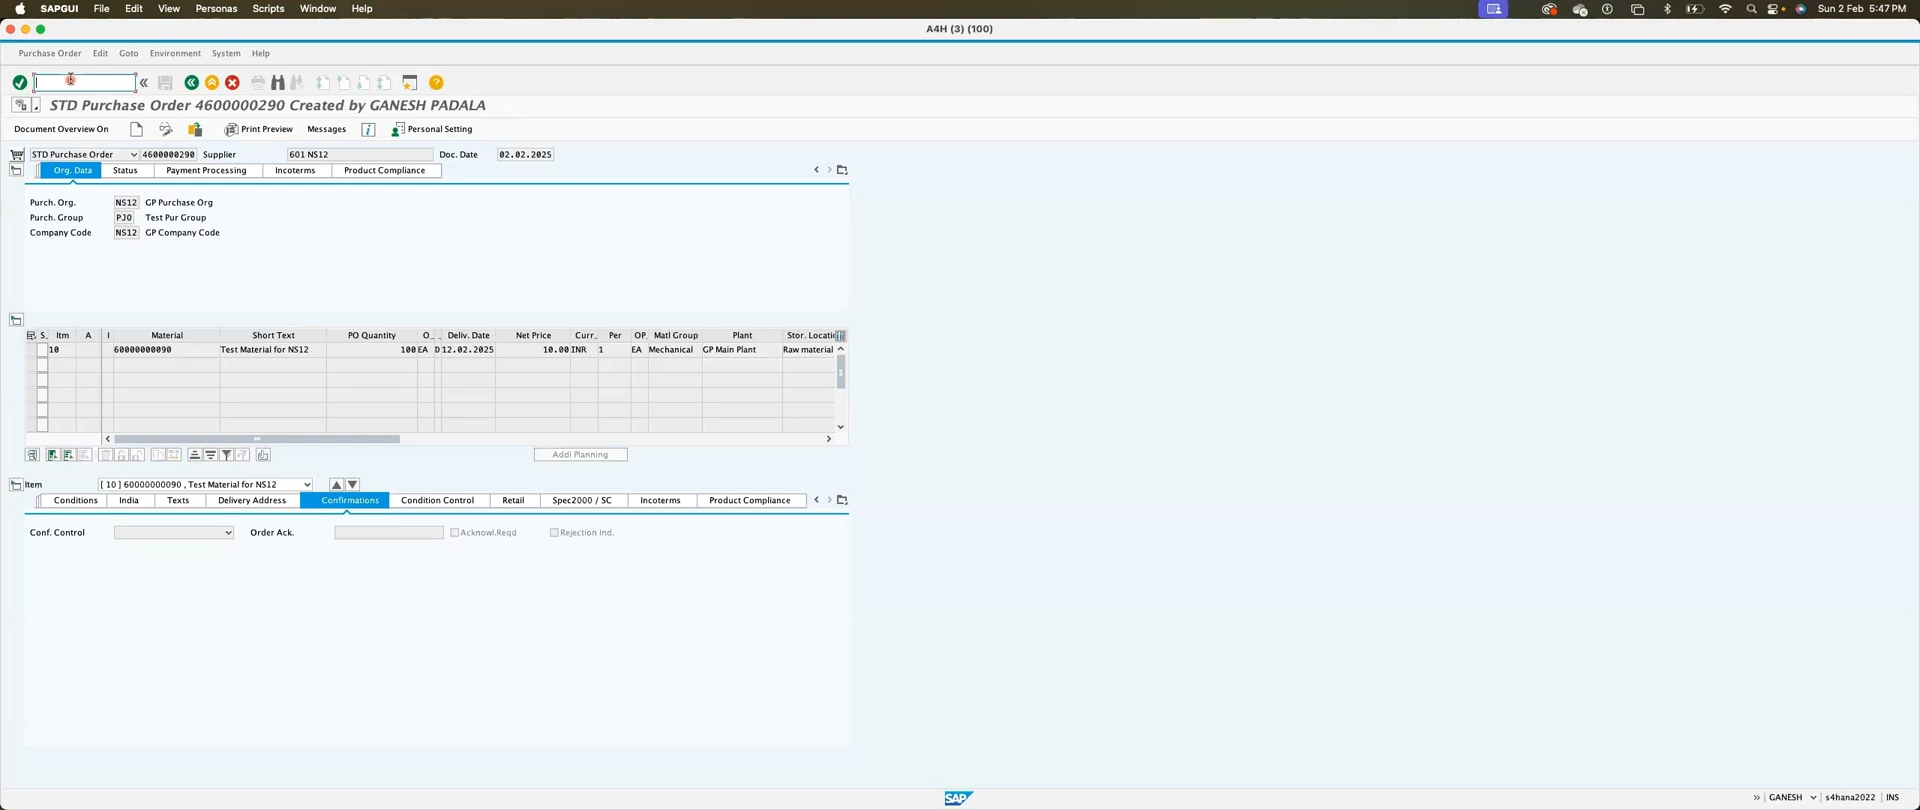 SAPGUI File Edit View Personas Scripts Window Help Sun 2 Feb 5:47 PM
A4H (3) (100)
Purchase Order Edit Goto Environment System Help
STD Purchase Order 4600000290 Created by GANESH PADALA
Document Overview On Print Preview Messages Personal Setting
STD Purchase Order 4600000290 Supplier 601 NS12 Doc. Date 02.02.2025
Org. Data Status Payment Processing Incoterms Product Compliance
Purch. Org. NS12 GP Purchase Org
Purch. Group PJ0 Test Pur Group
Company Code NS12 GP Company Code
S. Itm A I Material Short Text PO Quantity O... Deliv. Date Net Price Curr. Per OP. Matl Group Plant Stor. Locati
10 60000000090 Test Material for NS12 100 EA D 12.02.2025 10.00 INR 1 EA Mechanical GP Main Plant Raw material
Addl Planning
Item [ 10 ] 60000000090 , Test Material for NS12
Conditions India Texts Delivery Address Confirmations Condition Control Retail Spec2000 / SC Incoterms Product Compliance
Conf. Control Order Ack. Acknowl.Reqd Rejection Ind.
SAP GANESH s4hana2022 INS